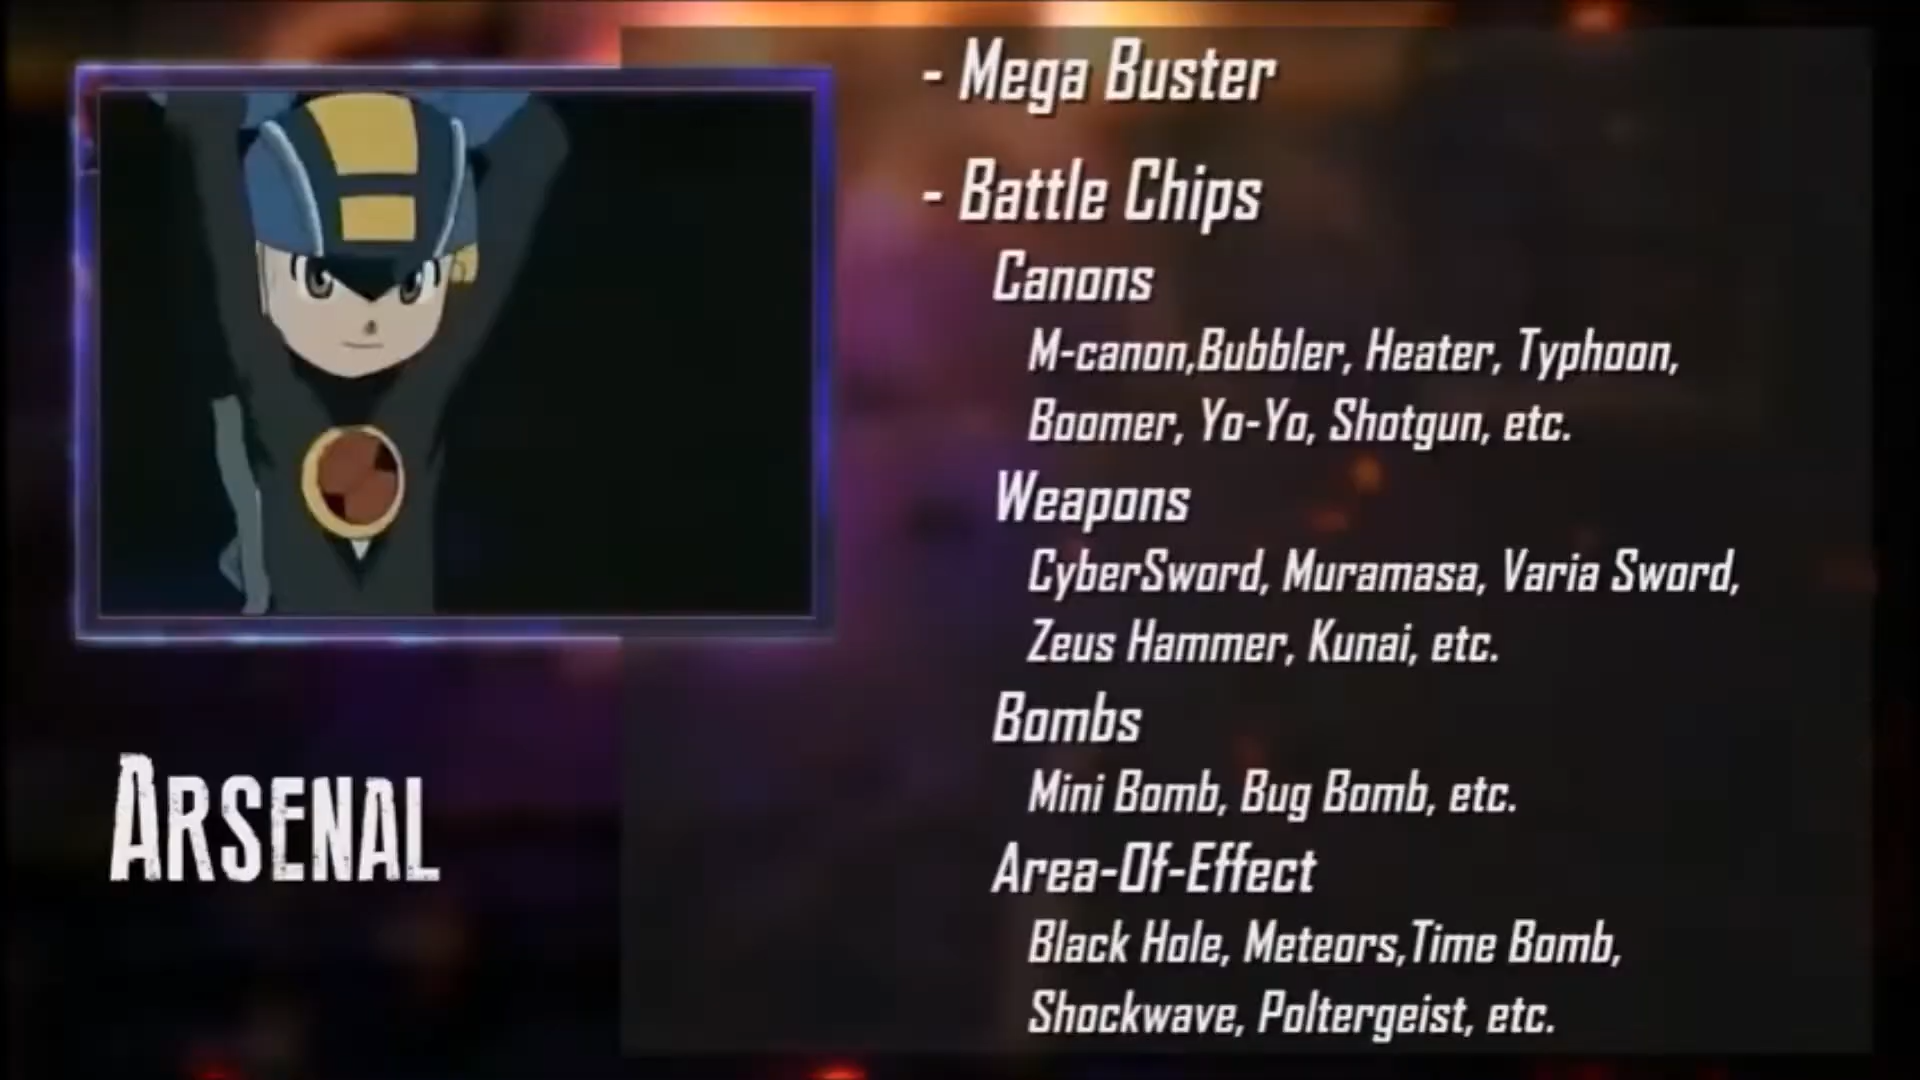 - Mega Buster
- Battle Chips
Canons
M-canon,Bubbler, Heater, Typhoon,
Boomer, Yo-Yo, Shotgun, etc.
Weapons
CyberSword, Muramasa, Varia Sword,
Zeus Hammer, Kunai, etc.
Bombs
Mini Bomb, Bug Bomb, etc.
Area-Of-Effect
Black Hole, Meteors,Time Bomb,
Shockwave, Poltergeist, etc.
ARSENAL